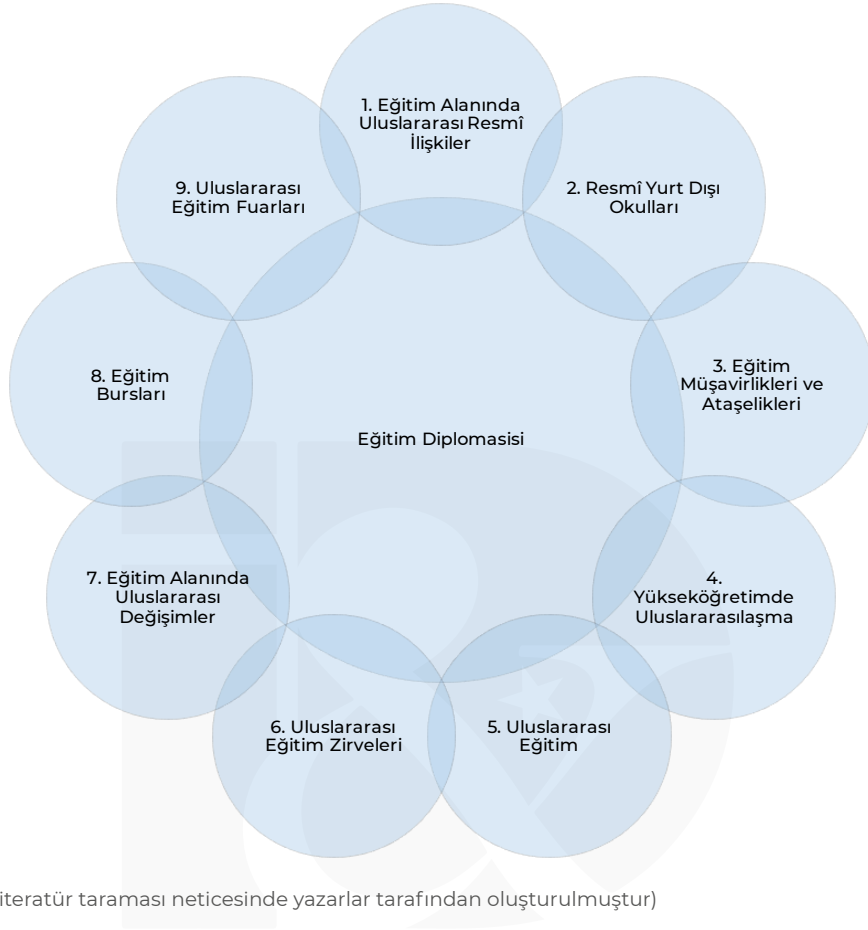 1. Eğitim Alanında
Uluslararası Resmî
İlişkiler
2. Resmî Yurt Dışı
Okulları
3. Eğitim
Müşavirlikleri ve
Ataşelikleri
4.
Yükseköğretimde
Uluslararasılaşma
5. Uluslararası
Eğitim
6. Uluslararası
Eğitim Zirveleri
7. Eğitim Alanında
Uluslararası
Değişimler
8. Eğitim
Bursları
9. Uluslararası
Eğitim Fuarları
Eğitim Diplomasisi
iteratür taraması neticesinde yazarlar tarafından oluşturulmuştur)